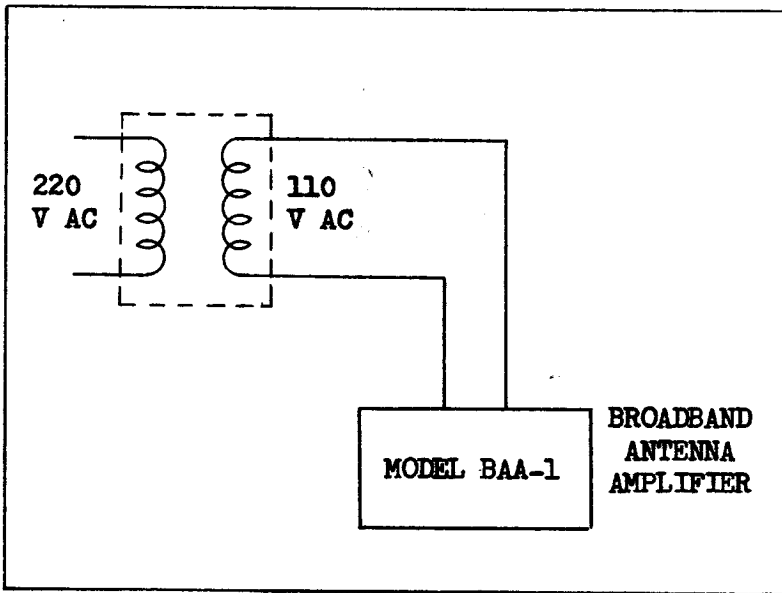 220
V AC
110
V AC
MODEL BAA-1
BROADBAND
ANTENNA
AMPLIFIER